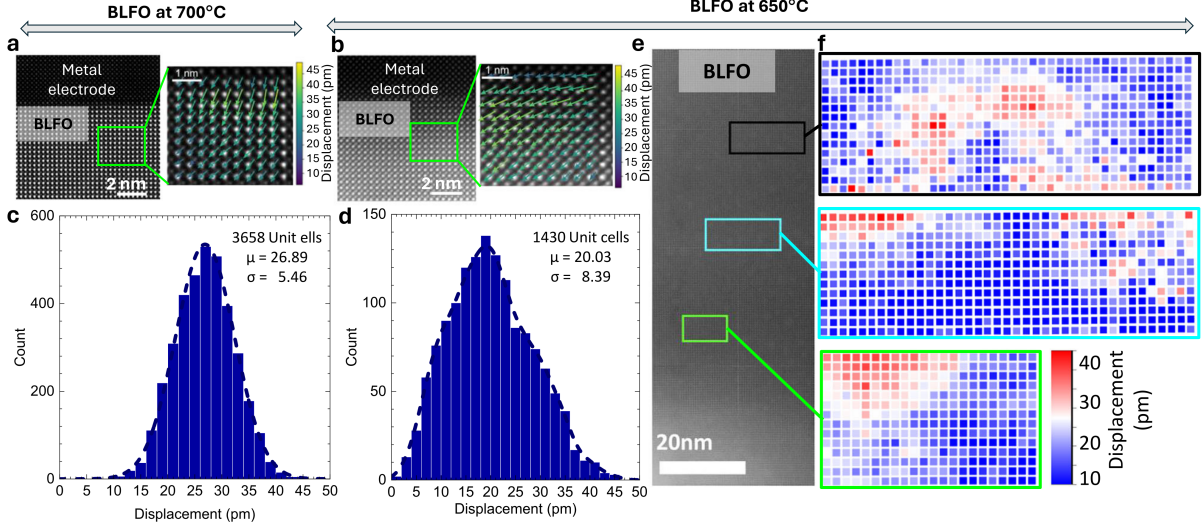 BLFO at 700°C
BLFO at 650°C
a
Metal
electrode
BLFO
2 nm
1 nm
45
40
35
30
25
20
15
10
Displacement (pm)
b
Metal
electrode
BLFO
2nm
1 nm
45
40
35
30
25
20
15
10
Displacement (pm)
c
600
400
200
0
Count
3658 Unit ells
μ = 26.89
σ = 5.46
0 5 10 15 20 25 30 35 40 45 50
Displacement (pm)
d
150
100
50
0
Count
1430 Unit cells
μ = 20.03
σ = 8.39
0 5 10 15 20 25 30 35 40 45 50
Displacement (pm)
e
BLFO
20nm
f
40
30
20
10
Displacement
(pm)